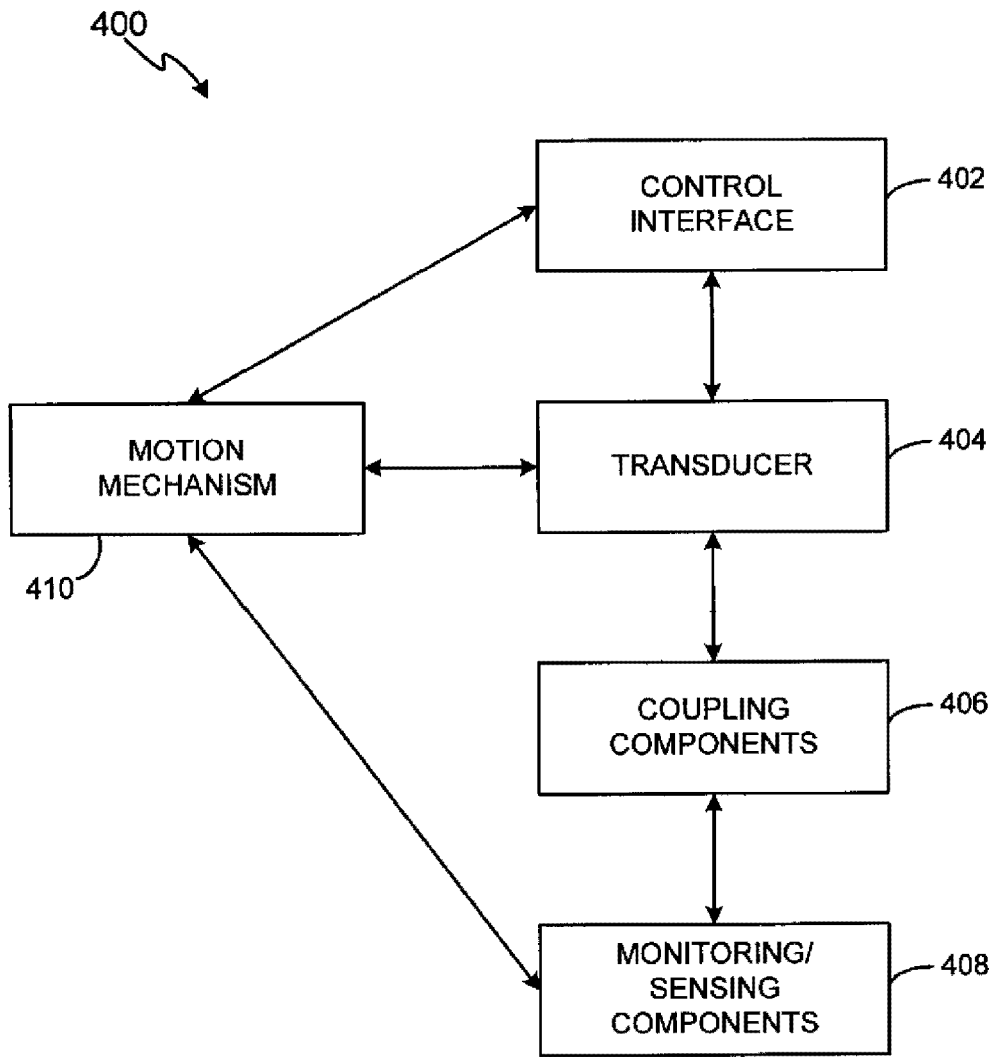 400
CONTROL
INTERFACE
402
MOTION
MECHANISM
410
TRANSDUCER
404
COUPLING
COMPONENTS
406
MONITORING/
SENSING
COMPONENTS
408